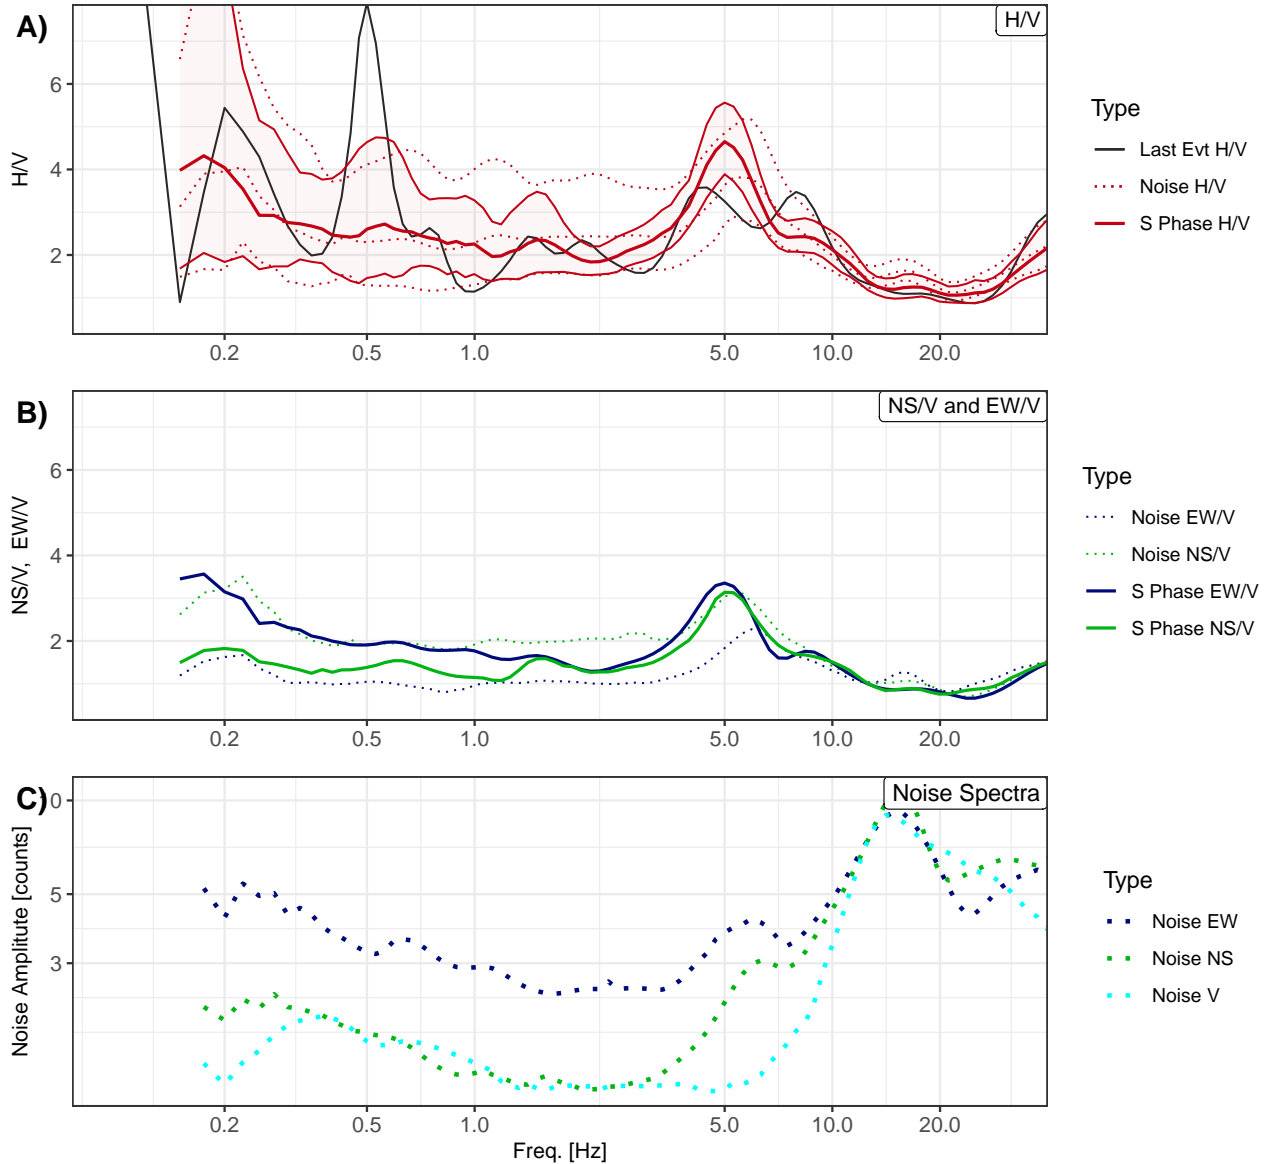 A)
H/V
6
4
2
H/V
0.2
0.5
1.0
5.0
10.0
20.0
Type
Last Evt H/V
Noise H/V
S Phase H/V
B)
NS/V and EW/V
6
4
2
NS/V, EW/V
0.2
0.5
1.0
5.0
10.0
20.0
Type
Noise EW/V
Noise NS/V
S Phase EW/V
S Phase NS/V
C)
Noise Spectra
0
5
3
Noise Amplitude [counts]
0.2
0.5
1.0
5.0
10.0
20.0
Freq. [Hz]
Type
Noise EW
Noise NS
Noise V